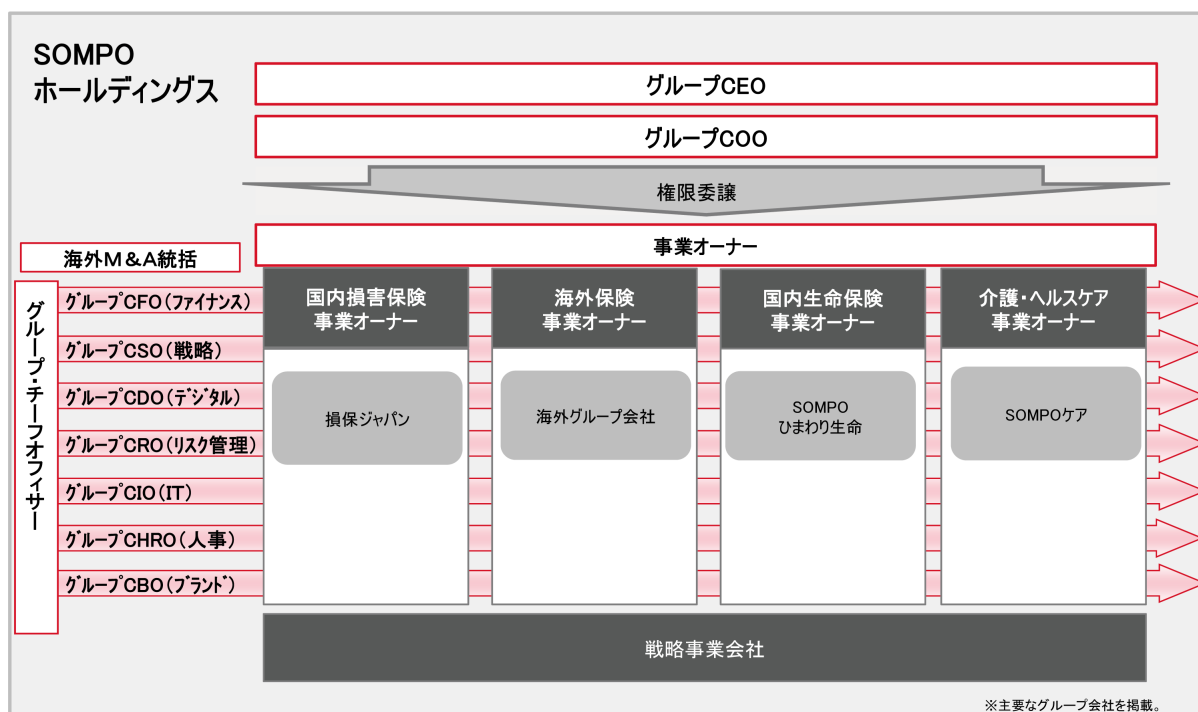 SOMPO
ホールディングス
グループCEO
グループCOO
権限委譲
事業オーナー
海外M&A統括
グループ・チーフオフィサー
グループCFO(ファイナンス)
グループCSO(戦略)
グループCDO(デジタル)
グループCRO(リスク管理)
グループCIO(IT)
グループCHRO(人事)
グループCBO(ブランド)
国内損害保険
事業オーナー
損保ジャパン
海外保険
事業オーナー
海外グループ会社
国内生命保険
事業オーナー
SOMPO
ひまわり生命
介護・ヘルスケア
事業オーナー
SOMPOケア
戦略事業会社
※主要なグループ会社を掲載。